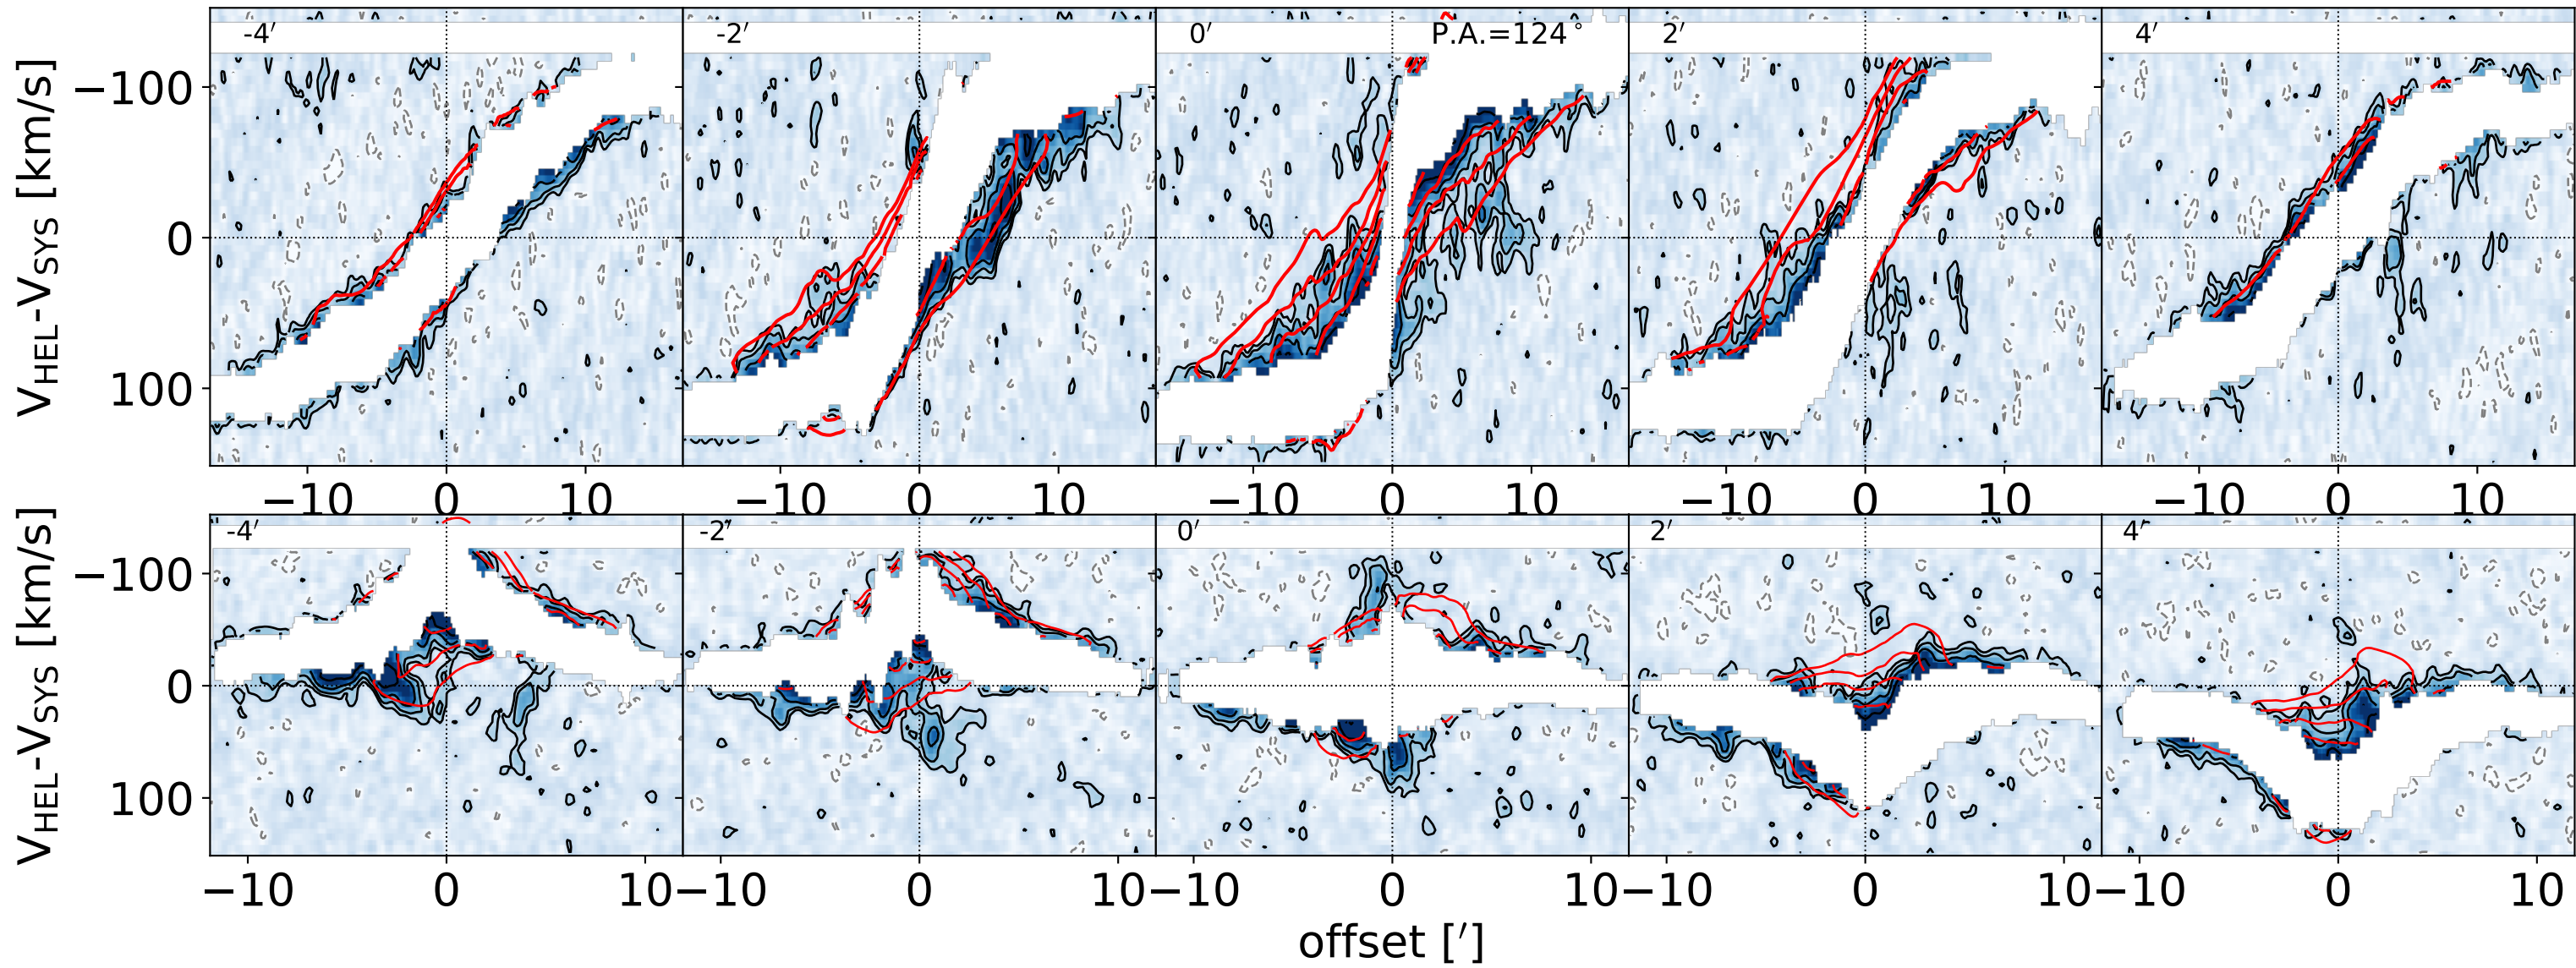 -4′ -2′ 0′ P.A.=124° 2′ 4′
V_HEL-V_SYS [km/s]
−100
0
100
−10 0 10 −10 0 10 −10 0 10 −10 0 10 −10 0 10
-4′ -2′ 0′ 2′ 4′
V_HEL-V_SYS [km/s]
−100
0
100
−10 0 10 −10 0 10 −10 0 10 −10 0 10 −10 0 10
offset [′]